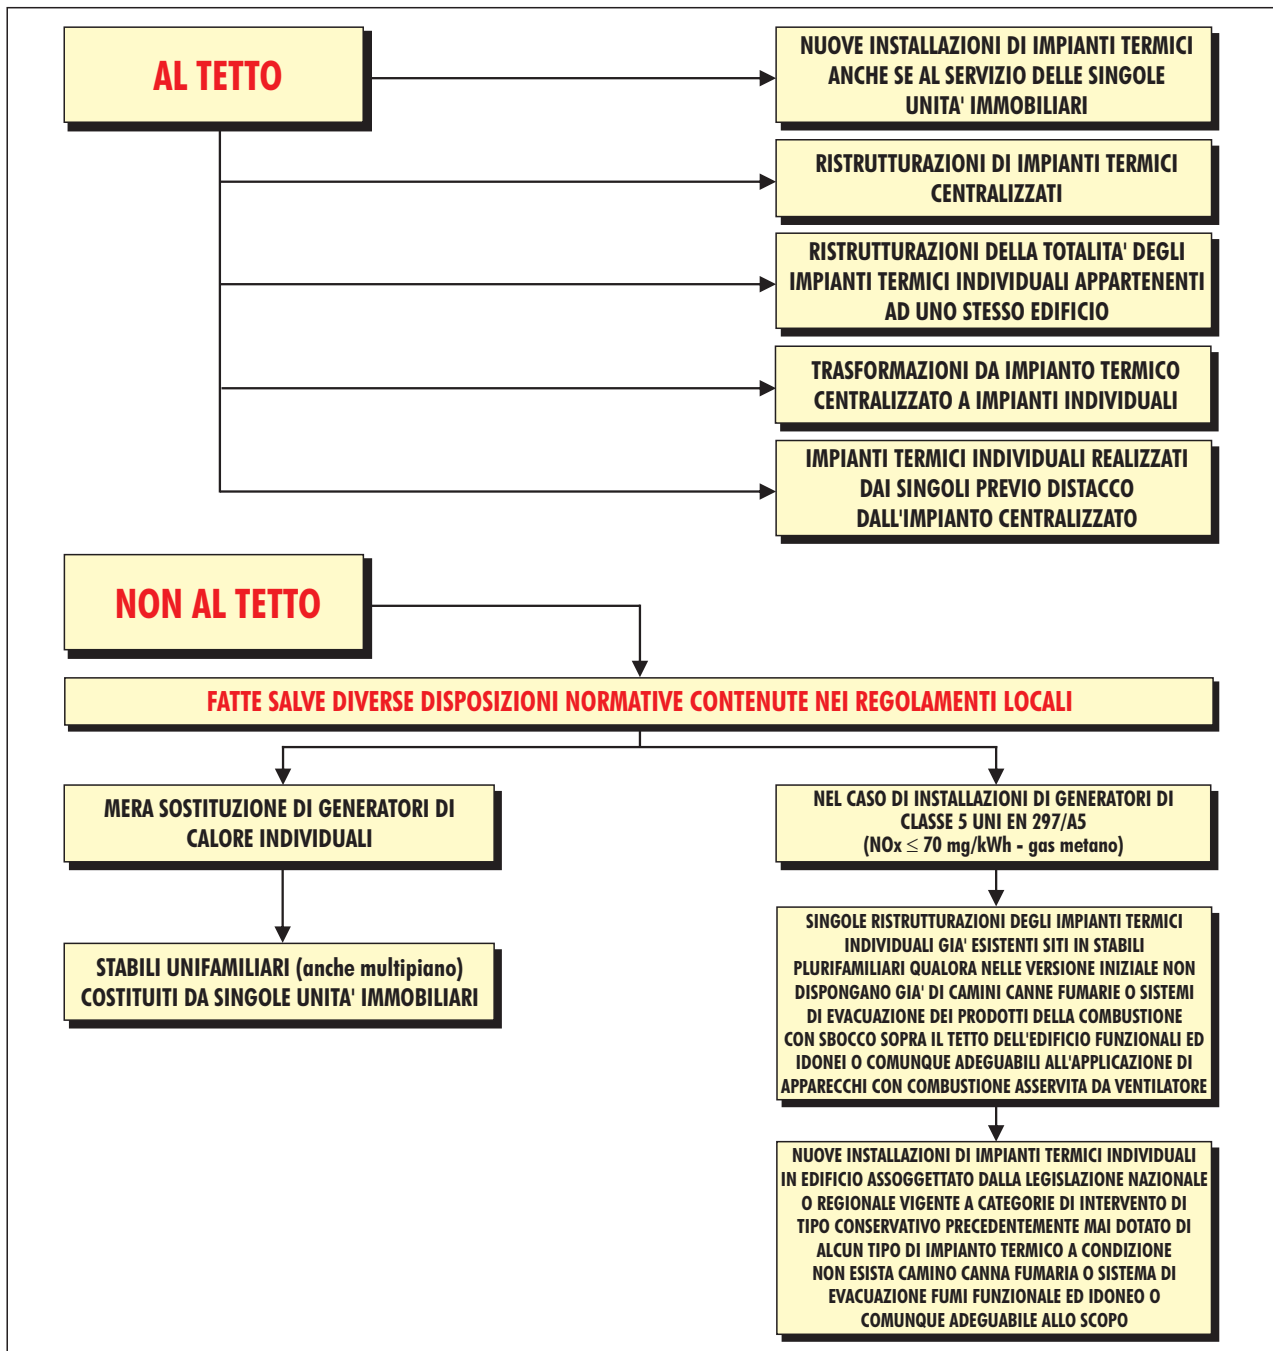 AL TETTO
NUOVE INSTALLAZIONI DI IMPIANTI TERMICI
ANCHE SE AL SERVIZIO DELLE SINGOLE
UNITA' IMMOBILIARI
RISTRUTTURAZIONI DI IMPIANTI TERMICI
CENTRALIZZATI
RISTRUTTURAZIONI DELLA TOTALITA' DEGLI
IMPIANTI TERMICI INDIVIDUALI APPARTENENTI
AD UNO STESSO EDIFICIO
TRASFORMAZIONI DA IMPIANTO TERMICO
CENTRALIZZATO A IMPIANTI INDIVIDUALI
IMPIANTI TERMICI INDIVIDUALI REALIZZATI
DAI SINGOLI PREVIO DISTACCO
DALL'IMPIANTO CENTRALIZZATO
NON AL TETTO
FATTE SALVE DIVERSE DISPOSIZIONI NORMATIVE CONTENUTE NEI REGOLAMENTI LOCALI
MERA SOSTITUZIONE DI GENERATORI DI
CALORE INDIVIDUALI
STABILI UNIFAMILIARI (anche multipiano)
COSTITUITI DA SINGOLE UNITA' IMMOBILIARI
NEL CASO DI INSTALLAZIONI DI GENERATORI DI
CLASSE 5 UNI EN 297/A5
(NOx ≤ 70 mg/kWh - gas metano)
SINGOLE RISTRUTTURAZIONI DEGLI IMPIANTI TERMICI
INDIVIDUALI GIA' ESISTENTI SITI IN STABILI
PLURIFAMILIARI QUALORA NELLE VERSIONE INIZIALE NON
DISPONGANO GIA' DI CAMINI CANNE FUMARIE O SISTEMI
DI EVACUAZIONE DEI PRODOTTI DELLA COMBUSTIONE
CON SBOCCO SOPRA IL TETTO DELL'EDIFICIO FUNZIONALI ED
IDONEI O COMUNQUE ADEGUABILI ALL'APPLICAZIONE DI
APPARECCHI CON COMBUSTIONE ASSERVITA DA VENTILATORE
NUOVE INSTALLAZIONI DI IMPIANTI TERMICI INDIVIDUALI
IN EDIFICIO ASSOGGETTATO DALLA LEGISLAZIONE NAZIONALE
O REGIONALE VIGENTE A CATEGORIE DI INTERVENTO DI
TIPO CONSERVATIVO PRECEDENTEMENTE MAI DOTATO DI
ALCUN TIPO DI IMPIANTO TERMICO A CONDIZIONE
NON ESISTA CAMINO CANNA FUMARIA O SISTEMA DI
EVACUAZIONE FUMI FUNZIONALE ED IDONEO O
COMUNQUE ADEGUABILE ALLO SCOPO